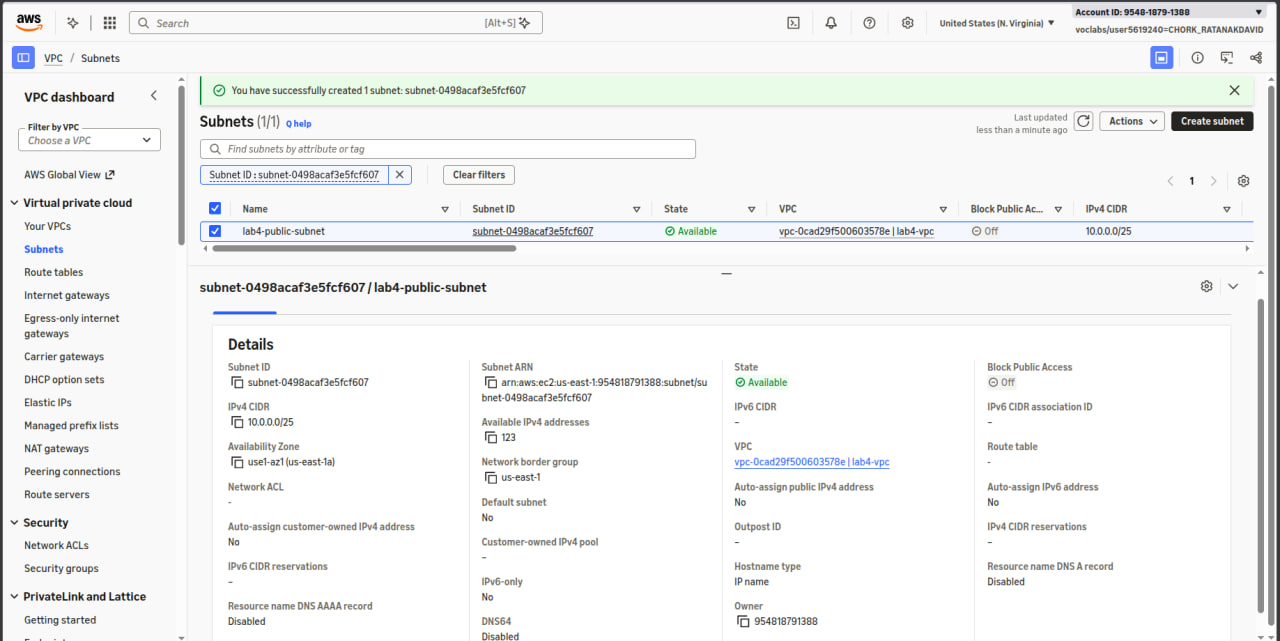 aws
Search
[Alt+S]
United States (N. Virginia)
Account ID: 9548-1879-1388
voclabs/user5619240=CHORK_RATANAKDAVID
VPC / Subnets
VPC dashboard
Filter by VPC
Choose a VPC
AWS Global View
Virtual private cloud
Your VPCs
Subnets
Route tables
Internet gateways
Egress-only internet
gateways
Carrier gateways
DHCP option sets
Elastic IPs
Managed prefix lists
NAT gateways
Peering connections
Route servers
Security
Network ACLs
Security groups
PrivateLink and Lattice
Getting started
You have successfully created 1 subnet: subnet-0498acaf3e5fcf607
Subnets (1/1) Q help
Last updated
less than a minute ago
Actions
Create subnet
Find subnets by attribute or tag
Subnet ID : subnet-0498acaf3e5fcf607
Clear filters
1
Name Subnet ID State VPC Block Public Ac... IPv4 CIDR
lab4-public-subnet subnet-0498acaf3e5fcf607 Available vpc-0cad29f500603578e | lab4-vpc Off 10.0.0.0/25
subnet-0498acaf3e5fcf607 / lab4-public-subnet
Details
Subnet ID
subnet-0498acaf3e5fcf607
IPv4 CIDR
10.0.0.0/25
Availability Zone
use1-az1 (us-east-1a)
Network ACL
-
Auto-assign customer-owned IPv4 address
No
IPv6 CIDR reservations
–
Resource name DNS AAAA record
Disabled
Subnet ARN
arn:aws:ec2:us-east-1:954818791388:subnet/su
bnet-0498acaf3e5fcf607
Available IPv4 addresses
123
Network border group
us-east-1
Default subnet
No
Customer-owned IPv4 pool
–
IPv6-only
No
DNS64
Disabled
State
Available
IPv6 CIDR
–
VPC
vpc-0cad29f500603578e | lab4-vpc
Auto-assign public IPv4 address
No
Outpost ID
–
Hostname type
IP name
Owner
954818791388
Block Public Access
Off
IPv6 CIDR association ID
–
Route table
-
Auto-assign IPv6 address
No
IPv4 CIDR reservations
–
Resource name DNS A record
Disabled